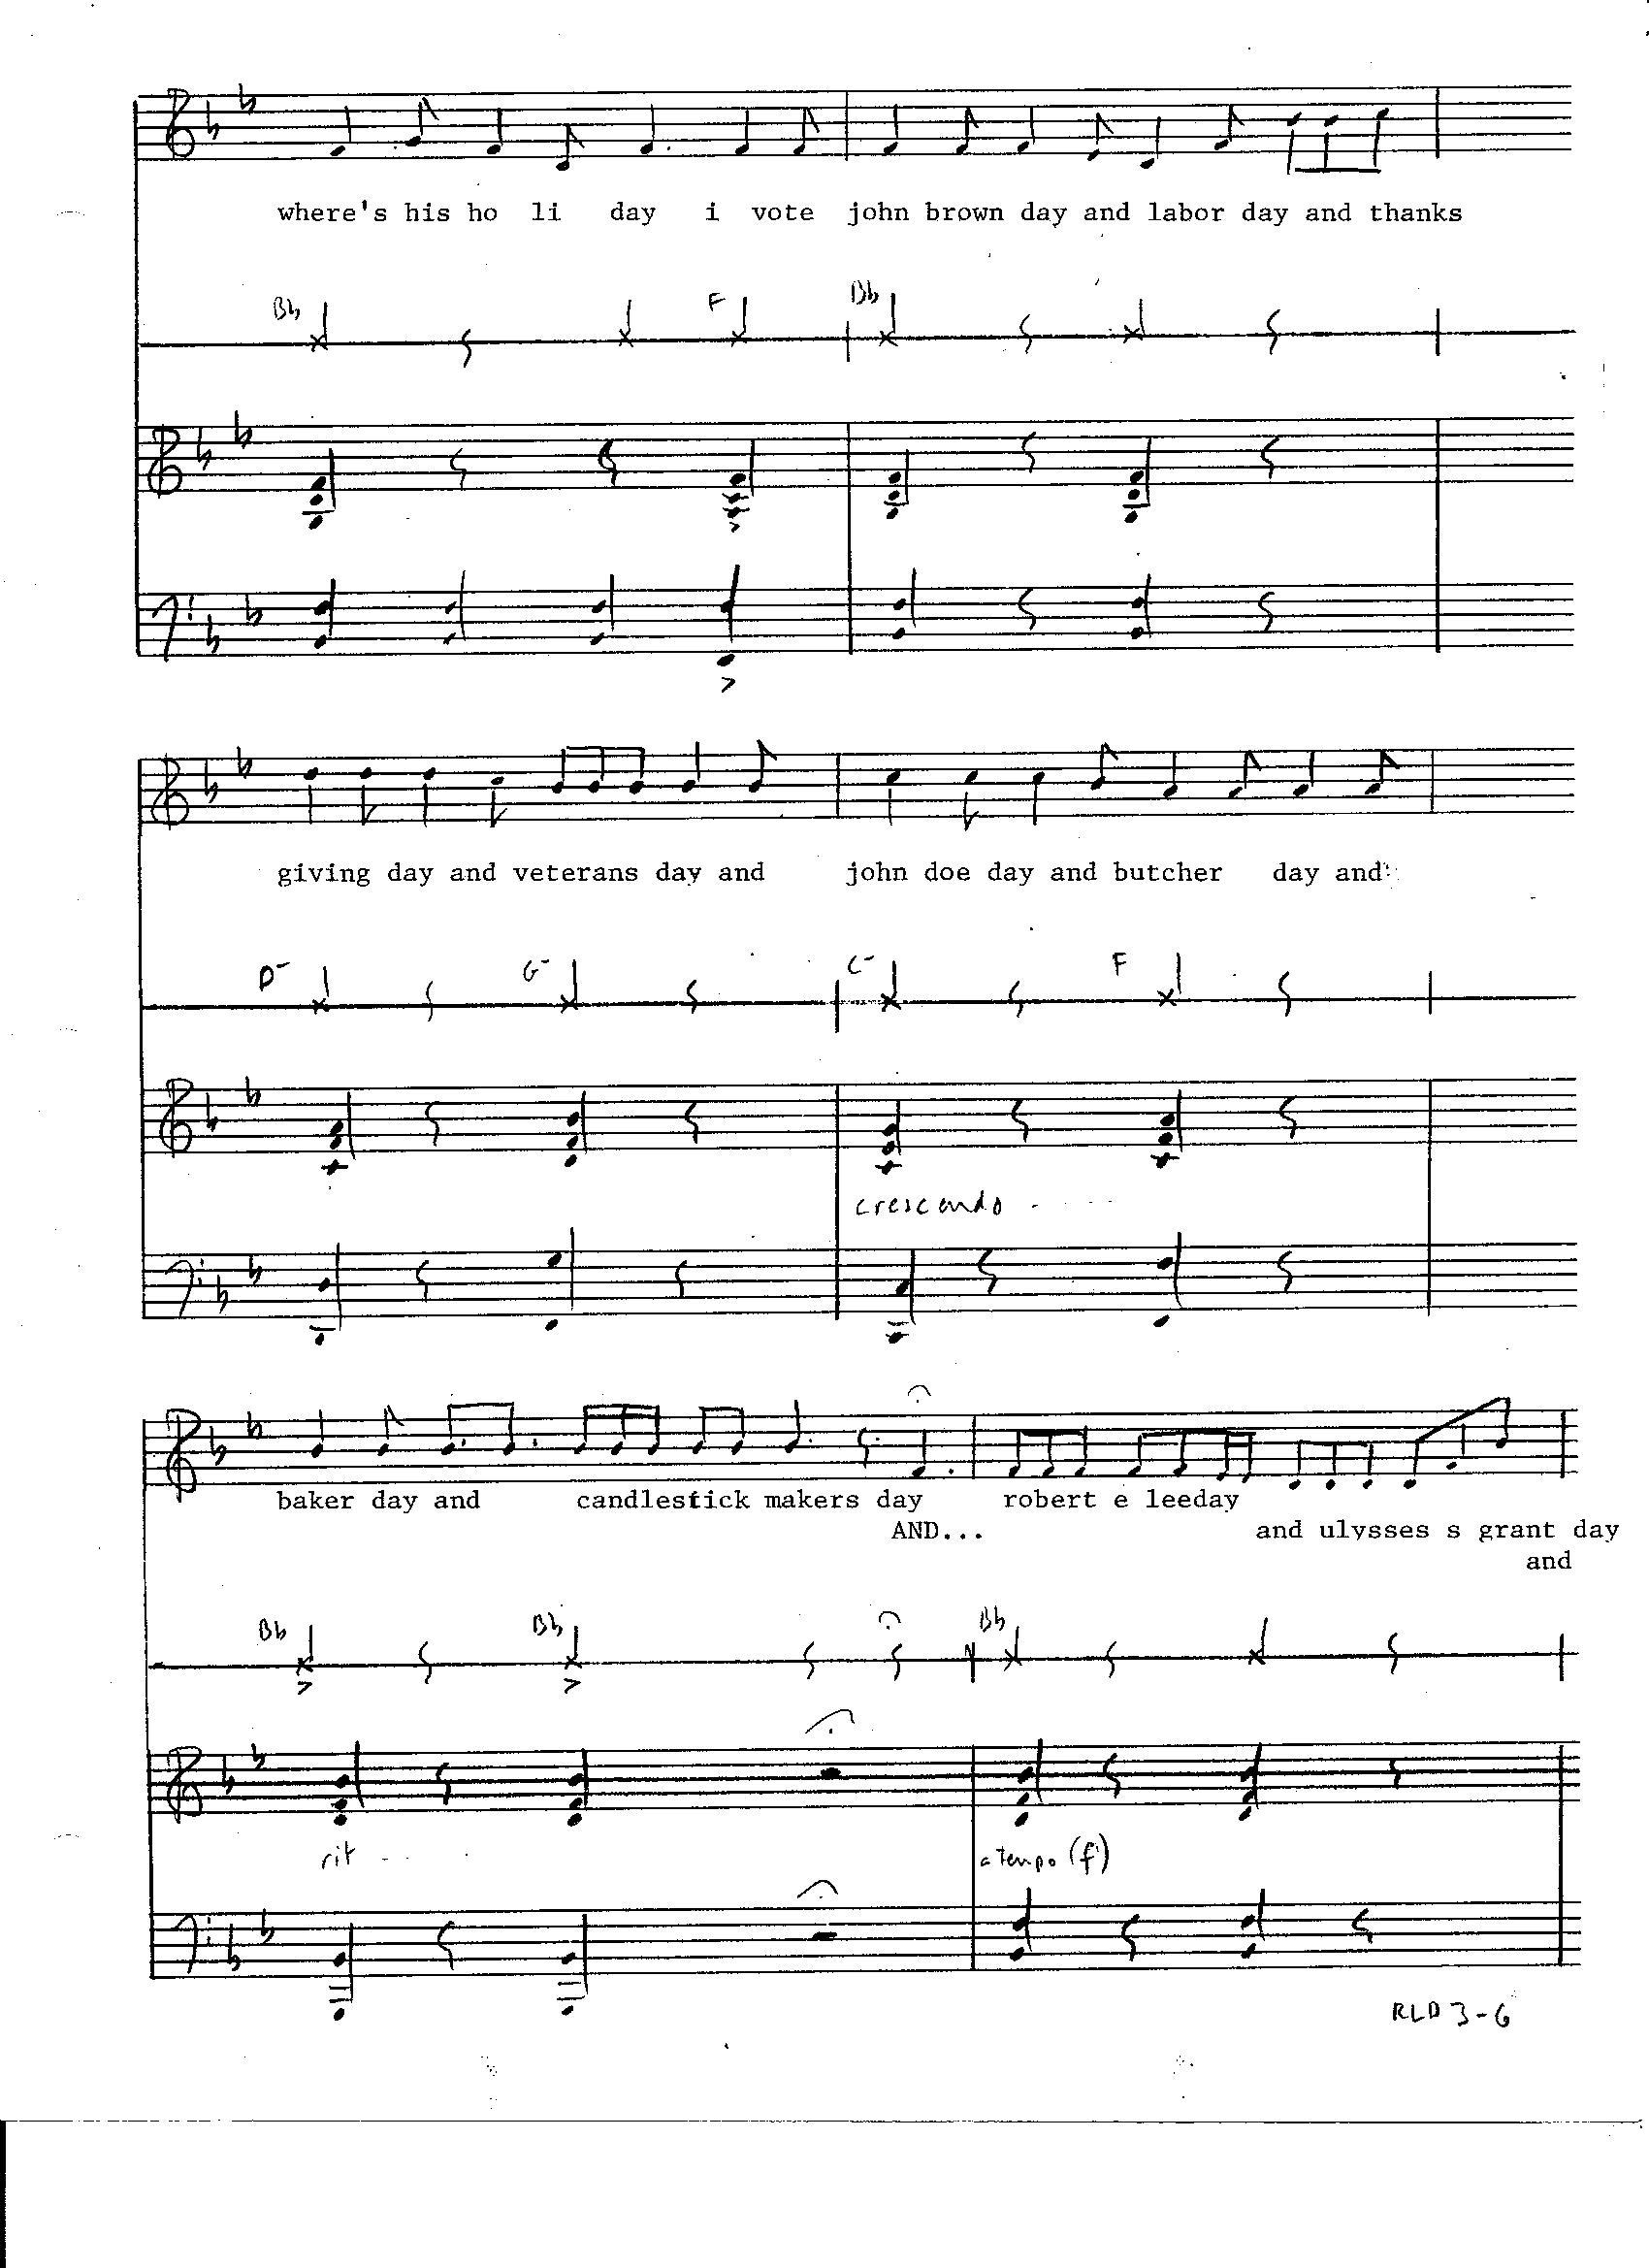 where's his ho li day i vote john brown day and labor day and thanks
Bb F Bb
giving day and veterans day and john doe day and butcher day and
D- G- C- F
crescendo
baker day and candlestick makers day robert e leeday
AND... and ulysses s grant day
and
Bb Bb Bb
rit a tempo (f)
RLD 3-6